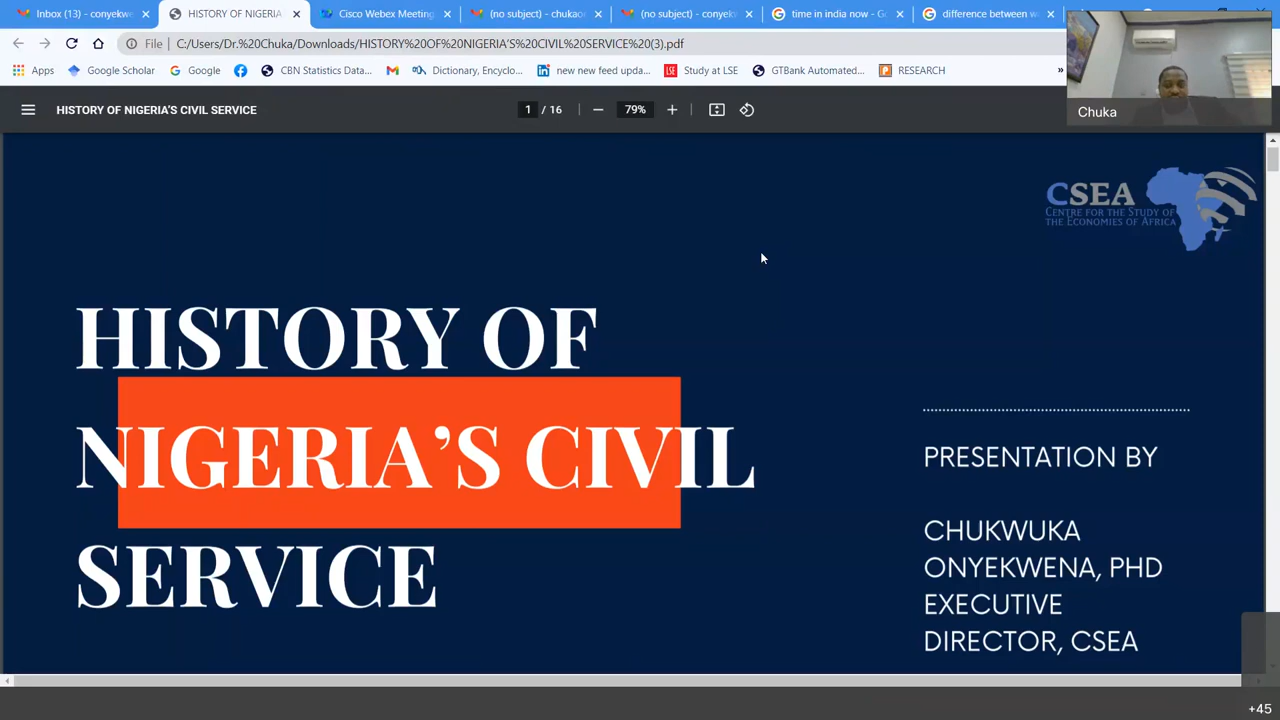 Inbox (13) - conyekw
HISTORY OF NIGERIA
Cisco Webex Meeting
(no subject) - chukao
(no subject) - conyekw
time in india now - Go
difference between w
File
C:/Users/Dr.%20Chuka/Downloads/HISTORY%20OF%20NIGERIA'S%20CIVIL%20SERVICE%20(3).pdf
Apps
Google Scholar
Google
CBN Statistics Data...
Dictionary, Encyclo...
new new feed upda...
Study at LSE
GTBank Automated...
RESEARCH
»
Chuka
HISTORY OF NIGERIA'S CIVIL SERVICE
1 / 16
79%
CSEA
CENTRE FOR THE STUDY OF
THE ECONOMIES OF AFRICA
HISTORY OF
NIGERIA’S CIVIL
SERVICE
PRESENTATION BY
CHUKWUKA
ONYEKWENA, PHD
EXECUTIVE
DIRECTOR, CSEA
+45